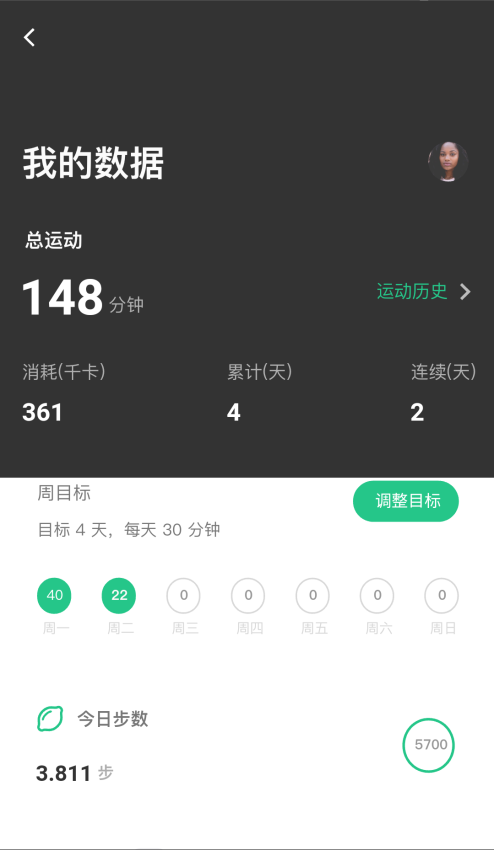 我的数据
总运动
148 分钟
运动历史
消耗(千卡) 累计(天) 连续(天)
361 4 2
周目标
调整目标
目标 4 天，每天 30 分钟
40 22 0 0 0 0 0
周一 周二 周三 周四 周五 周六 周日
今日步数
5700
3.811 步